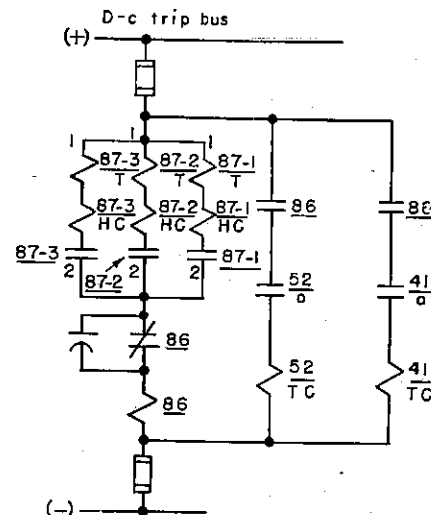 D-c trip bus
(+)
1 1 1
87-3 87-2 87-1
T T T
87-3 87-2 87-1 86 86
HC HC HC
87-3 87-1
2 2 2
87-2
52 41
a a
86
52 41
TC TC
86
(-)